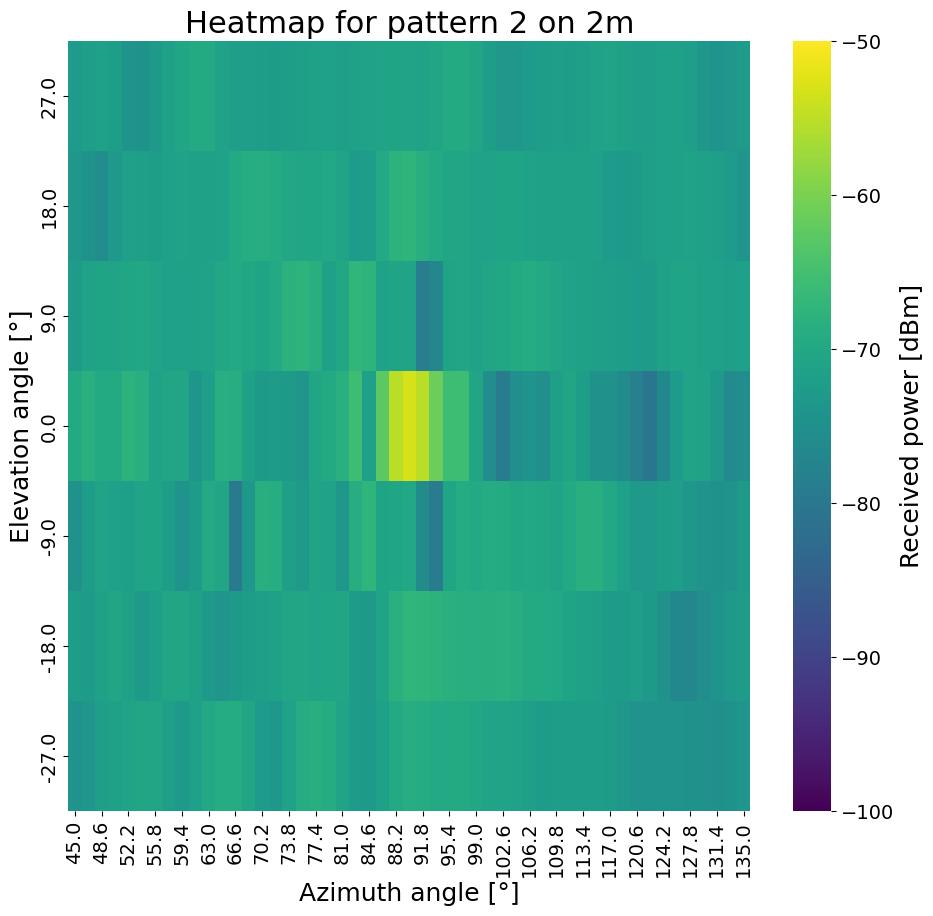 Heatmap for pattern 2 on 2m
Elevation angle [°]
27.0
18.0
9.0
0.0
-9.0
-18.0
-27.0
45.0 48.6 52.2 55.8 59.4 63.0 66.6 70.2 73.8 77.4 81.0 84.6 88.2 91.8 95.4 99.0 102.6 106.2 109.8 113.4 117.0 120.6 124.2 127.8 131.4 135.0
Azimuth angle [°]
−50
−60
−70
−80
−90
−100
Received power [dBm]